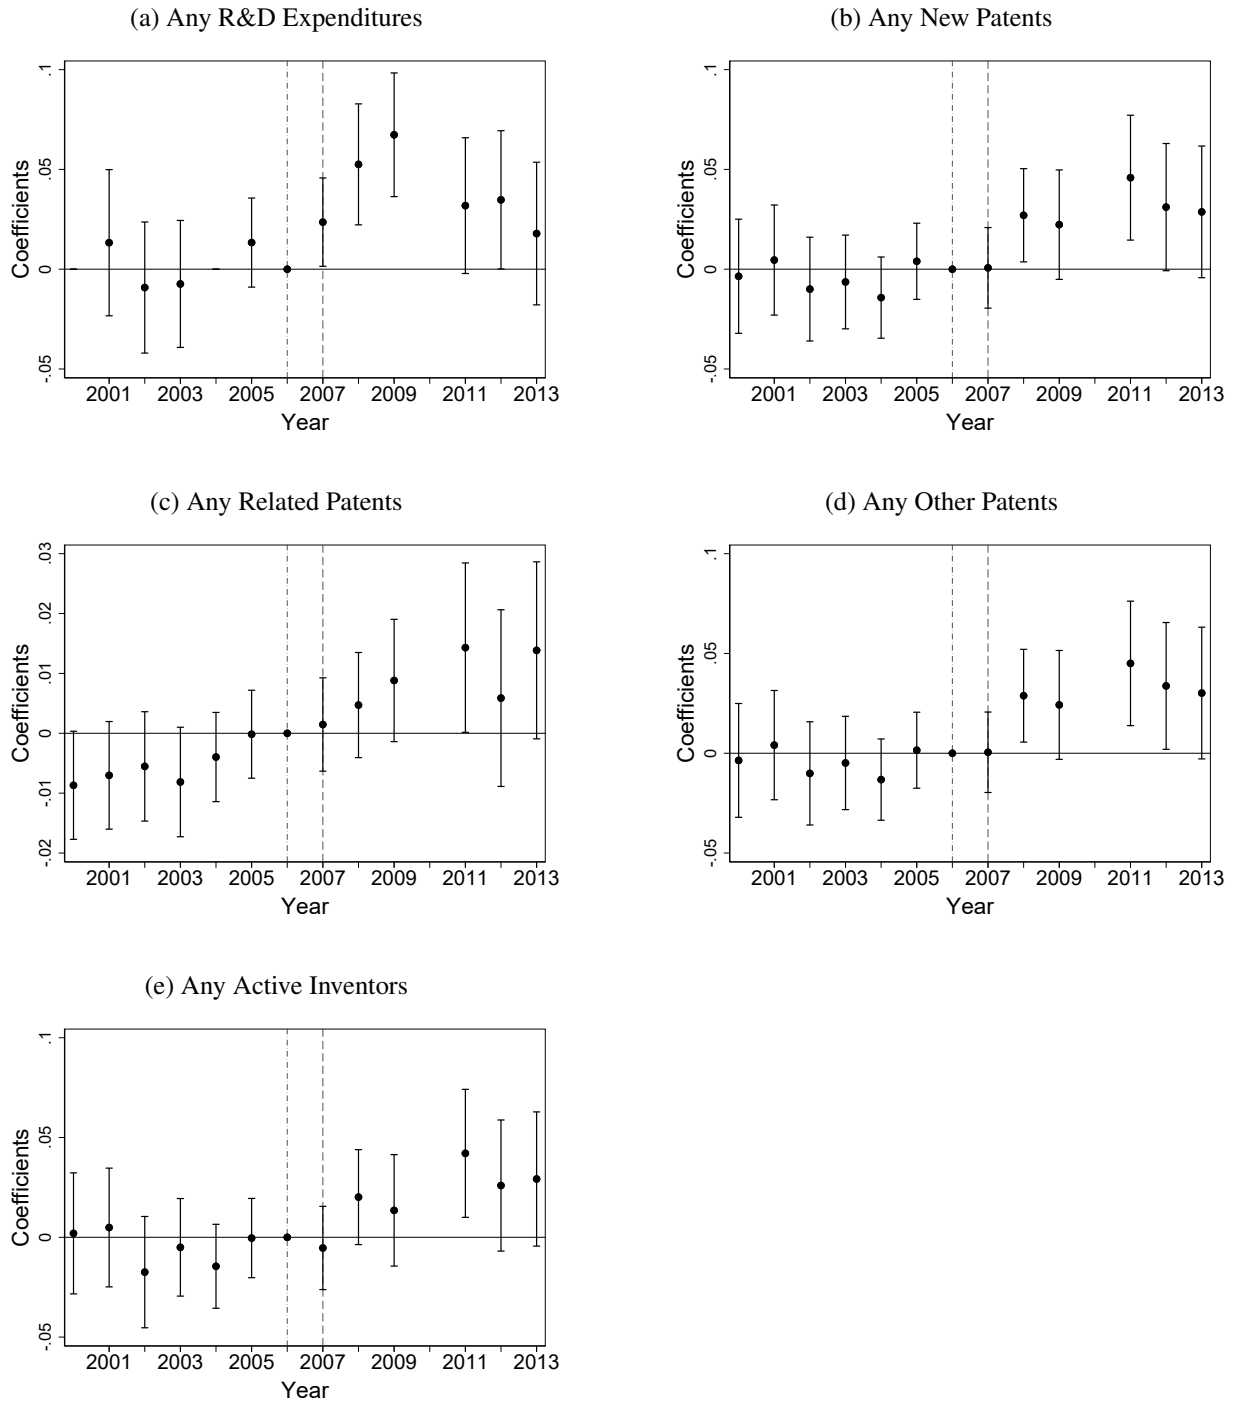 (a) Any R&D Expenditures
.1
.05
0
-.05
Coefficients
2001 2003 2005 2007 2009 2011 2013
Year
(b) Any New Patents
.1
.05
0
-.05
Coefficients
2001 2003 2005 2007 2009 2011 2013
Year
(c) Any Related Patents
.03
.02
.01
0
-.01
-.02
Coefficients
2001 2003 2005 2007 2009 2011 2013
Year
(d) Any Other Patents
.1
.05
0
-.05
Coefficients
2001 2003 2005 2007 2009 2011 2013
Year
(e) Any Active Inventors
.1
.05
0
-.05
Coefficients
2001 2003 2005 2007 2009 2011 2013
Year